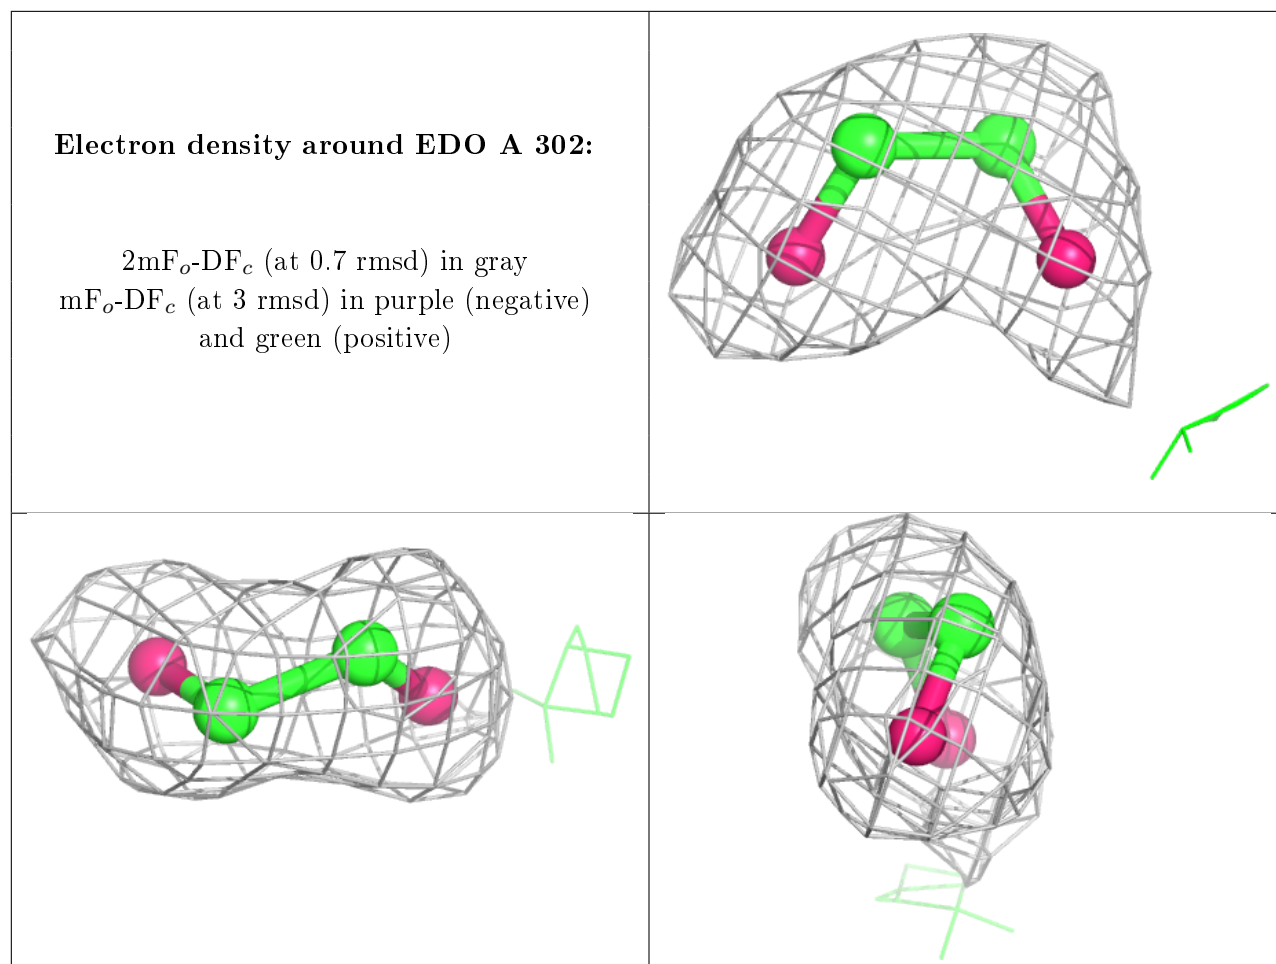 Electron density around EDO A 302:
2mFo-DFc (at 0.7 rmsd) in gray
mFo-DFc (at 3 rmsd) in purple (negative)
and green (positive)